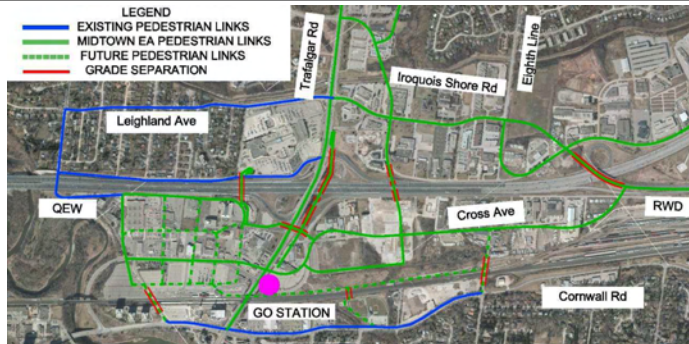 LEGEND
EXISTING PEDESTRIAN LINKS
MIDTOWN EA PEDESTRIAN LINKS
FUTURE PEDESTRIAN LINKS
GRADE SEPARATION
Trafalgar Rd
Eighth Line
Iroquois Shore Rd
Leighland Ave
QEW
Cross Ave
RWD
GO STATION
Cornwall Rd